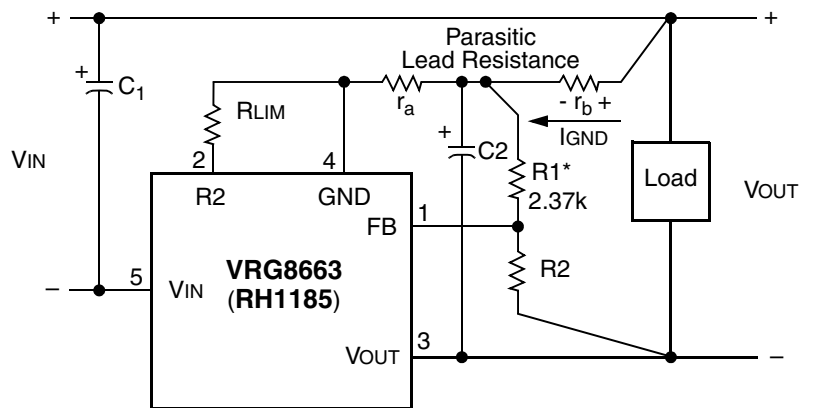 +
+
Parasitic
Lead Resistance
+
C1
RLIM
ra
- rb +
IGND
+
C2
R1*
2.37k
VIN
2
4
R2
GND
Load
VOUT
FB
1
VRG8663
(RH1185)
R2
–
5
VIN
VOUT
3
–